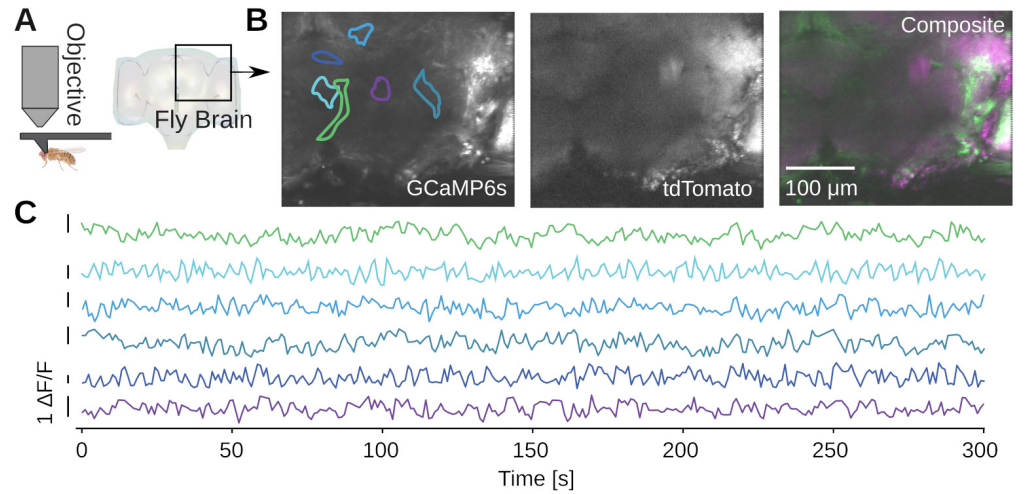 A
Objective
Fly Brain
B
GCaMP6s
tdTomato
Composite
100 μm
C
1 ΔF/F
0 50 100 150 200 250 300
Time [s]